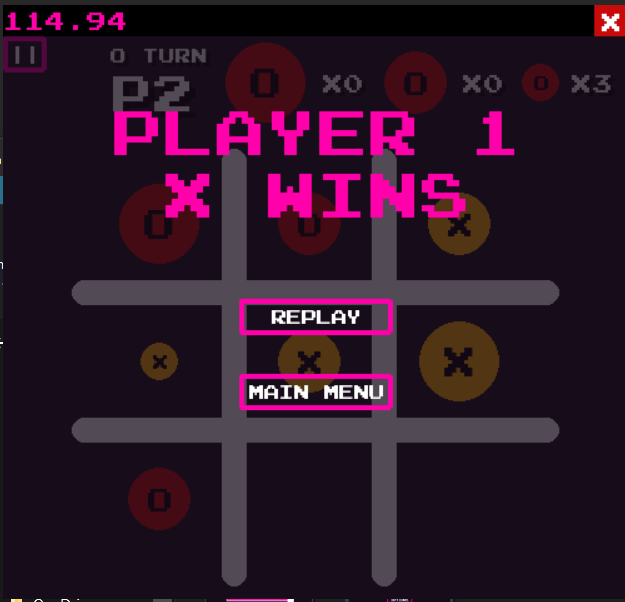 114.94
X
O TURN
P2
O X0 O X0 O X3
PLAYER 1
X WINS
O O X
REPLAY
X X X
MAIN MENU
O